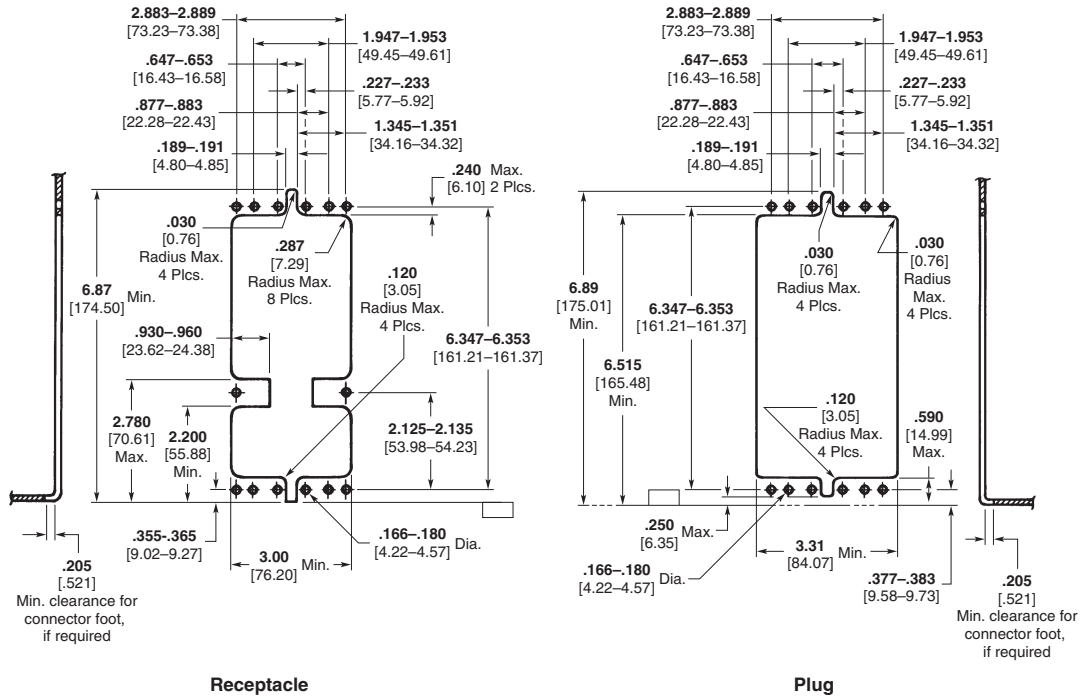 2.883–2.889
[73.23–73.38]
1.947–1.953
[49.45–49.61]
.647–.653
[16.43–16.58]
.227–.233
[5.77–5.92]
.877–.883
[22.28–22.43]
1.345–1.351
[34.16–34.32]
.189–.191
[4.80–4.85]
.240 Max.
[6.10] 2 Plcs.
.030
[0.76]
Radius Max.
4 Plcs.
.287
[7.29]
Radius Max.
8 Plcs.
.120
[3.05]
Radius Max.
4 Plcs.
6.87
[174.50] Min.
.930–.960
[23.62–24.38]
6.347–6.353
[161.21–161.37]
2.780
[70.61]
Max.
2.200
[55.88]
Min.
2.125–2.135
[53.98–54.23]
.355-.365
[9.02–9.27]
3.00
[76.20] Min.
.166–.180
[4.22–4.57] Dia.
.205
[.521]
Min. clearance for
connector foot,
if required
Receptacle
2.883–2.889
[73.23–73.38]
1.947–1.953
[49.45–49.61]
.647–.653
[16.43–16.58]
.227–.233
[5.77–5.92]
.877–.883
[22.28–22.43]
1.345–1.351
[34.16–34.32]
.189–.191
[4.80–4.85]
.030
[0.76]
Radius Max.
4 Plcs.
.030
[0.76]
Radius
Max.
4 Plcs.
6.89
[175.01]
Min.
6.347–6.353
[161.21–161.37]
6.515
[165.48]
Min.
.120
[3.05]
Radius Max.
4 Plcs.
.590
[14.99]
Max.
.250
[6.35] Max.
3.31
[84.07] Min.
.166–.180
[4.22–4.57] Dia.
.377–.383
[9.58–9.73]
.205
[.521]
Min. clearance for
connector foot,
if required
Plug